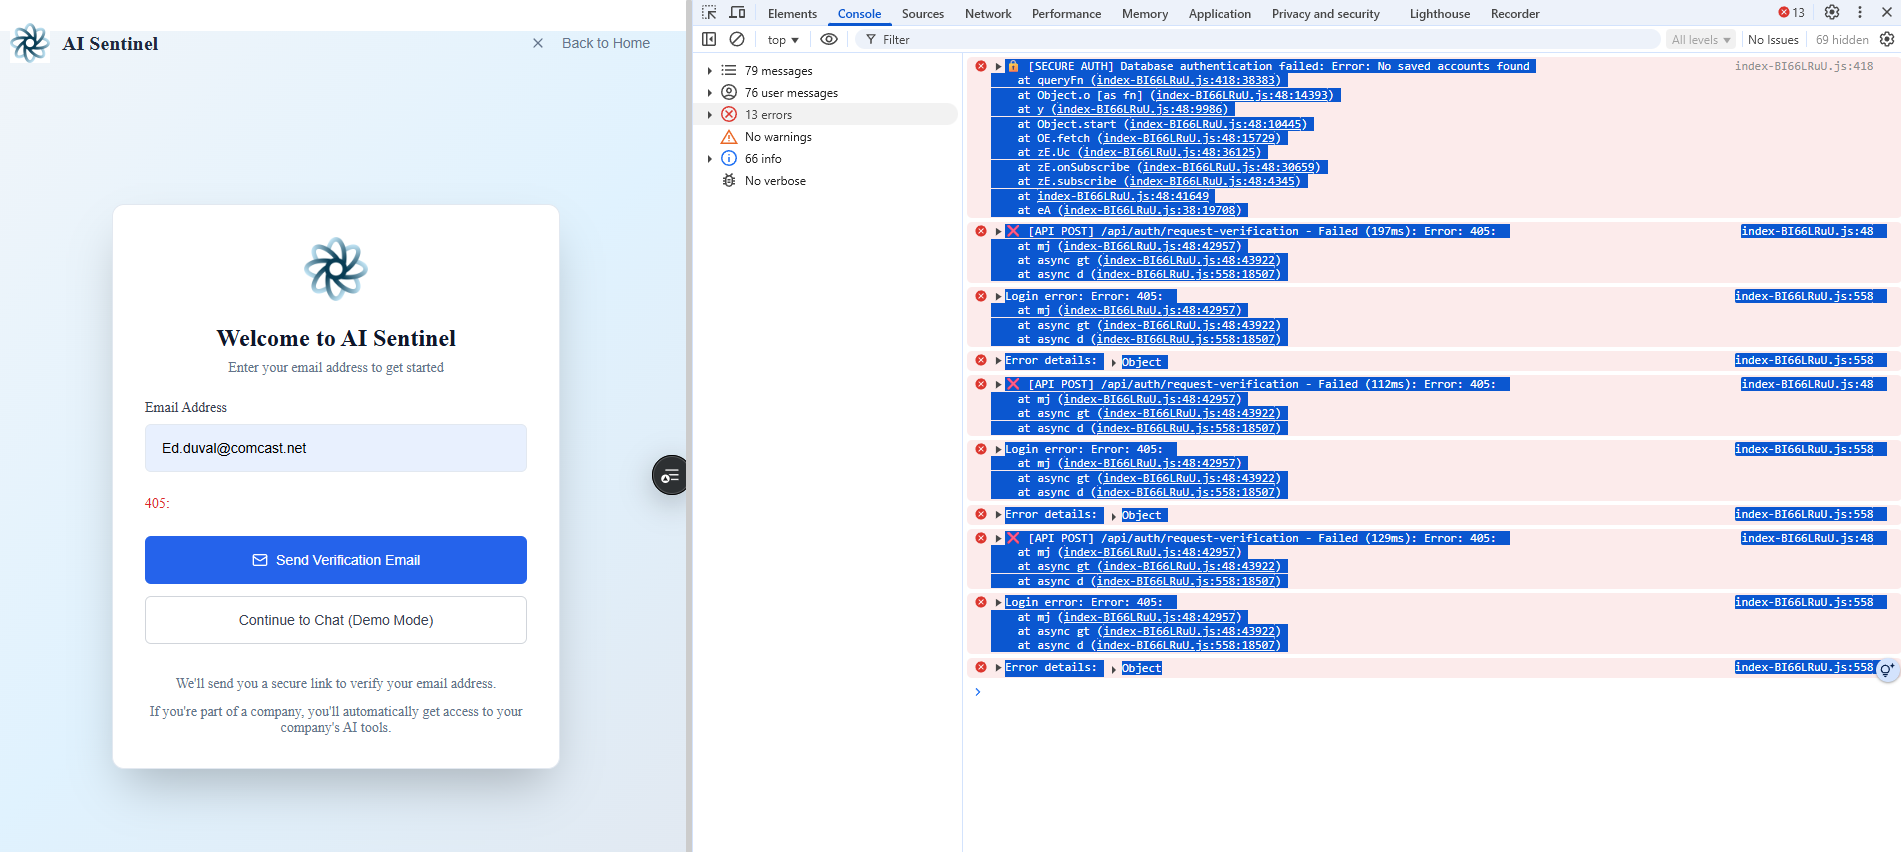 AI Sentinel
Back to Home
Welcome to AI Sentinel
Enter your email address to get started
Email Address
Ed.duval@comcast.net
405:
Send Verification Email
Continue to Chat (Demo Mode)
We'll send you a secure link to verify your email address.
If you're part of a company, you'll automatically get access to your
company's AI tools.
Elements Console Sources Network Performance Memory Application Privacy and security Lighthouse Recorder 13
top Filter All levels No Issues 69 hidden
79 messages
76 user messages
13 errors
No warnings
66 info
No verbose
[SECURE AUTH] Database authentication failed: Error: No saved accounts found index-BI66LRuU.js:418
at queryFn (index-BI66LRuU.js:418:38383)
at Object.o [as fn] (index-BI66LRuU.js:48:14393)
at y (index-BI66LRuU.js:48:9986)
at Object.start (index-BI66LRuU.js:48:10445)
at OE.fetch (index-BI66LRuU.js:48:15729)
at zE.Uc (index-BI66LRuU.js:48:36125)
at zE.onSubscribe (index-BI66LRuU.js:48:30659)
at zE.subscribe (index-BI66LRuU.js:48:4345)
at index-BI66LRuU.js:48:41649
at eA (index-BI66LRuU.js:38:19708)
❌ [API POST] /api/auth/request-verification - Failed (197ms): Error: 405: index-BI66LRuU.js:48
at mj (index-BI66LRuU.js:48:42957)
at async gt (index-BI66LRuU.js:48:43922)
at async d (index-BI66LRuU.js:558:18507)
Login error: Error: 405: index-BI66LRuU.js:558
at mj (index-BI66LRuU.js:48:42957)
at async gt (index-BI66LRuU.js:48:43922)
at async d (index-BI66LRuU.js:558:18507)
Error details: Object index-BI66LRuU.js:558
❌ [API POST] /api/auth/request-verification - Failed (112ms): Error: 405: index-BI66LRuU.js:48
at mj (index-BI66LRuU.js:48:42957)
at async gt (index-BI66LRuU.js:48:43922)
at async d (index-BI66LRuU.js:558:18507)
Login error: Error: 405: index-BI66LRuU.js:558
at mj (index-BI66LRuU.js:48:42957)
at async gt (index-BI66LRuU.js:48:43922)
at async d (index-BI66LRuU.js:558:18507)
Error details: Object index-BI66LRuU.js:558
❌ [API POST] /api/auth/request-verification - Failed (129ms): Error: 405: index-BI66LRuU.js:48
at mj (index-BI66LRuU.js:48:42957)
at async gt (index-BI66LRuU.js:48:43922)
at async d (index-BI66LRuU.js:558:18507)
Login error: Error: 405: index-BI66LRuU.js:558
at mj (index-BI66LRuU.js:48:42957)
at async gt (index-BI66LRuU.js:48:43922)
at async d (index-BI66LRuU.js:558:18507)
Error details: Object index-BI66LRuU.js:558